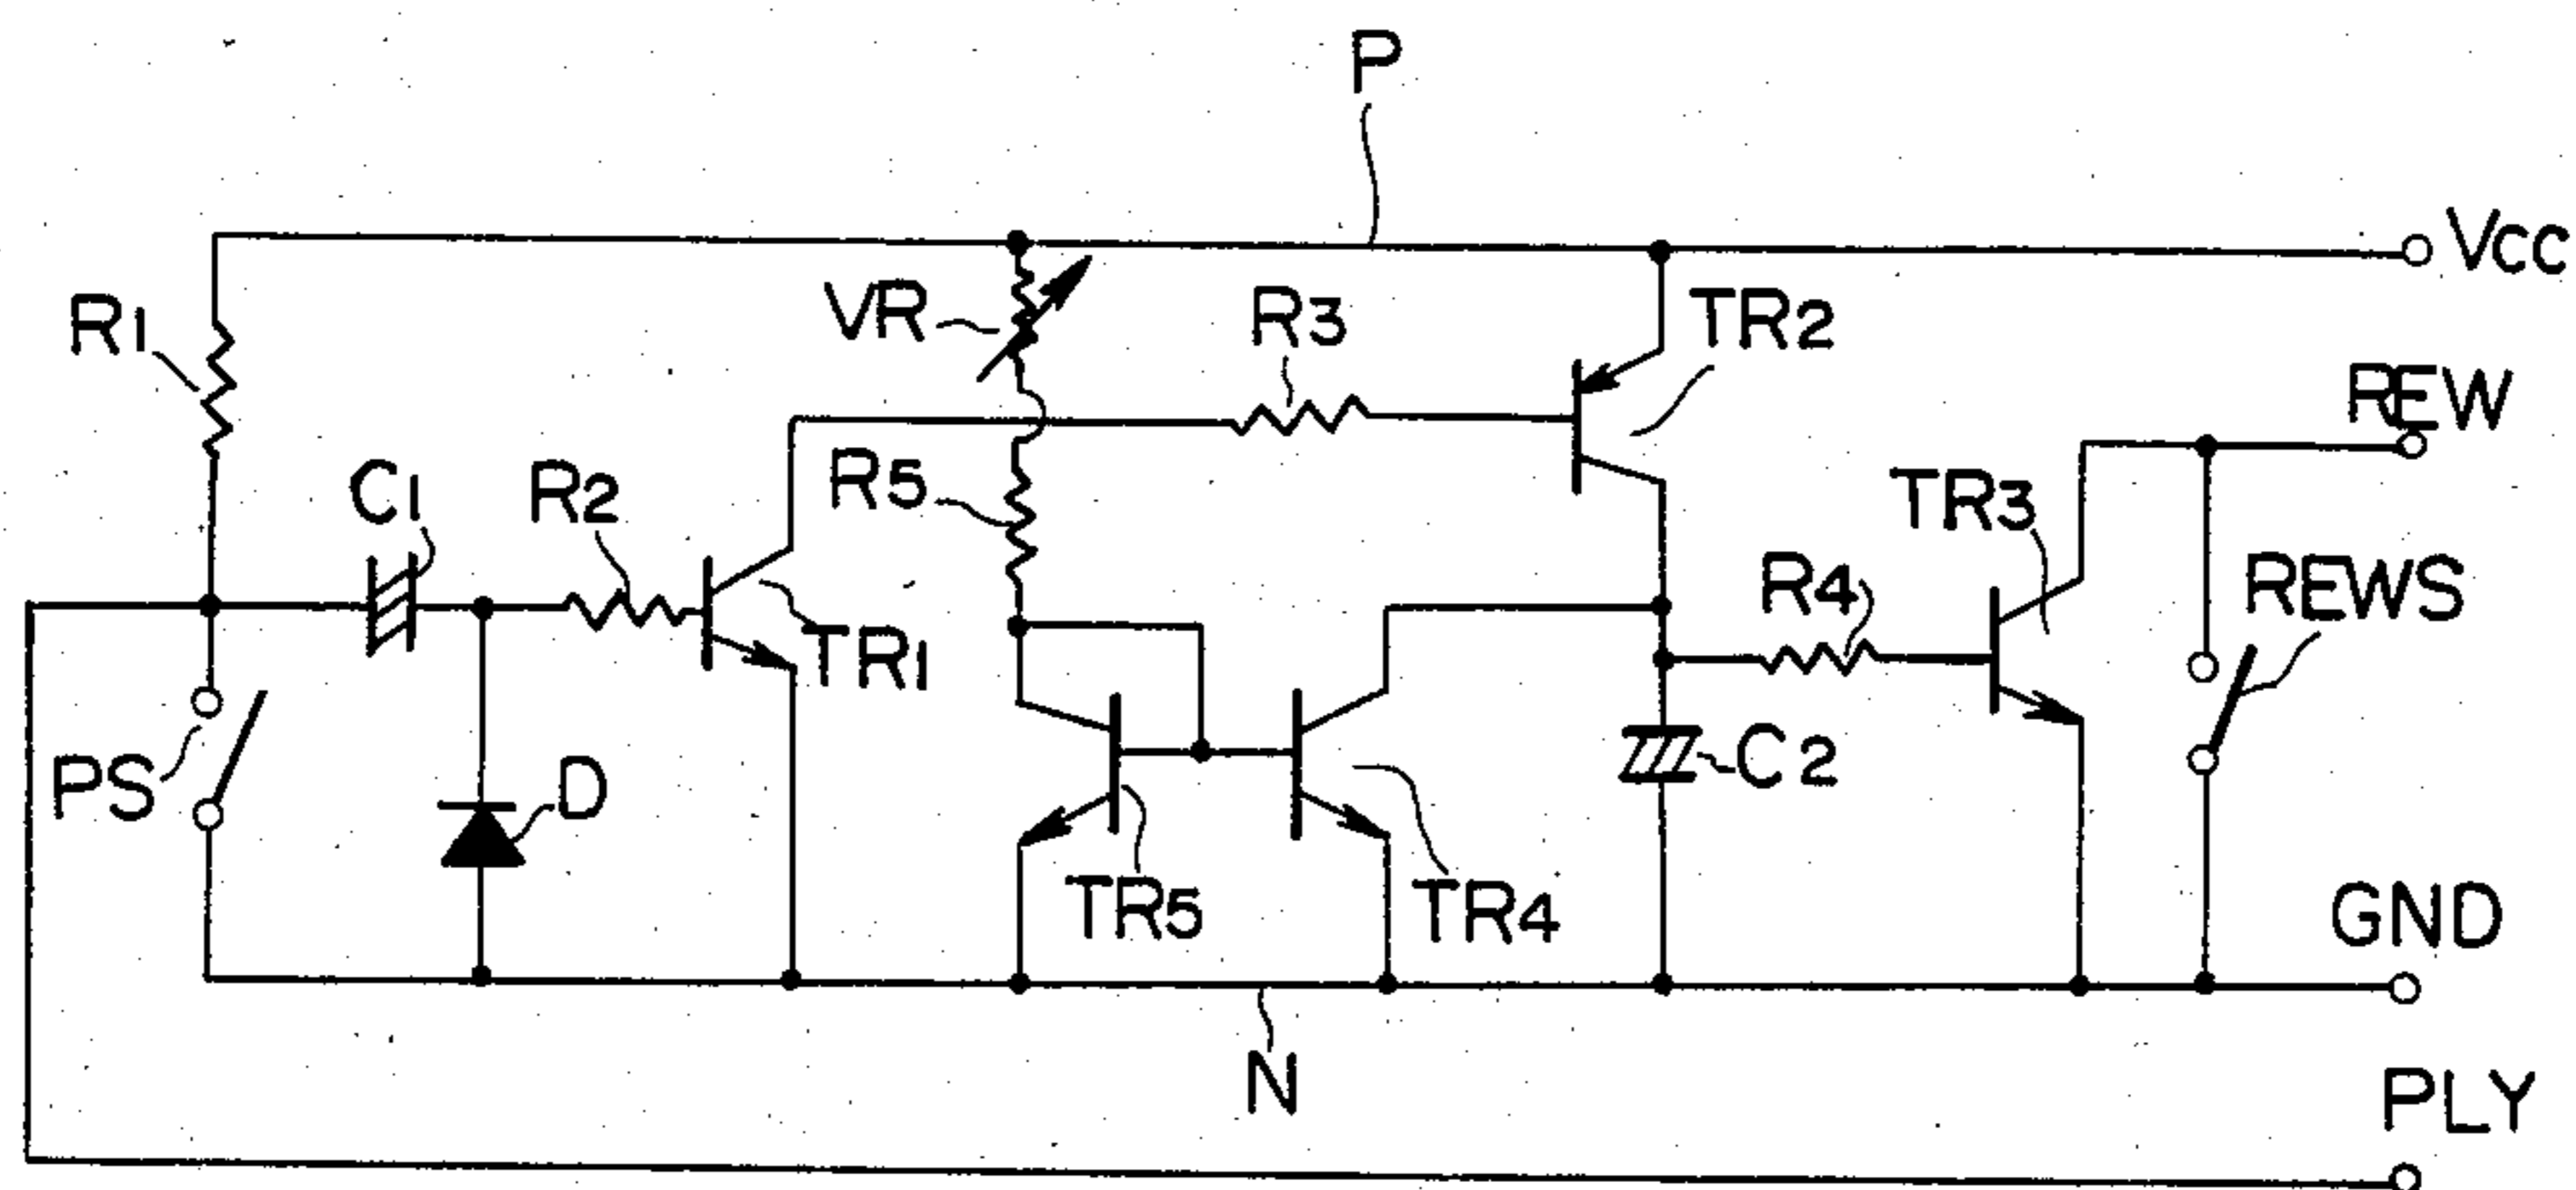 P
Vcc
R1
VR
R3
TR2
REW
C1
R2
R5
TR3
R4
REWS
TR1
PS
D
C2
TR5
TR4
GND
N
PLY